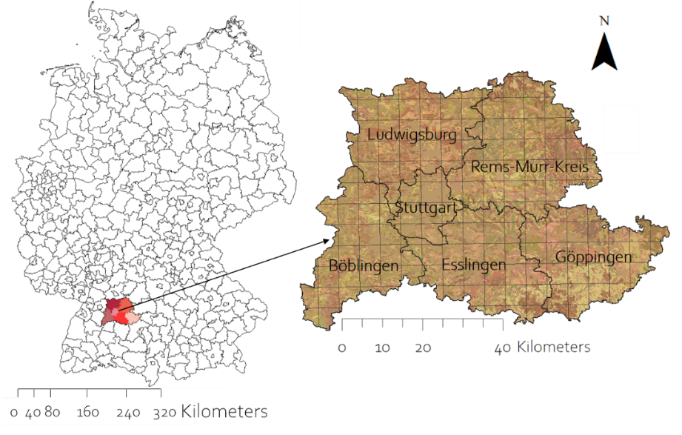 N
Ludwigsburg
Rems-Murr-Kreis
Stuttgart
Böblingen
Esslingen
Göppingen
0 10 20 40 Kilometers
0 40 80 160 240 320 Kilometers